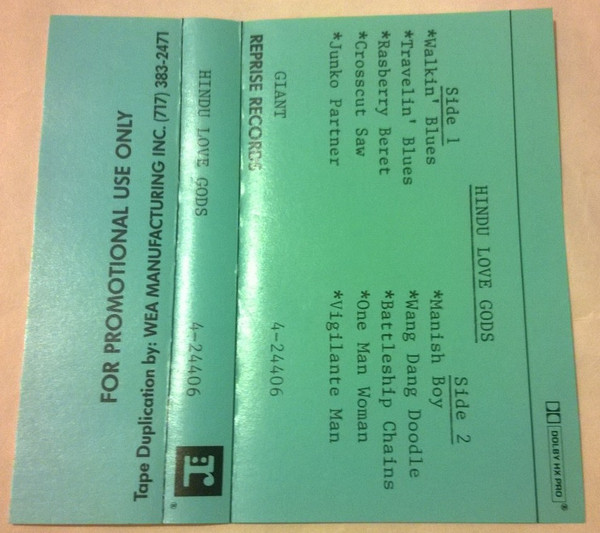 DOLBY HX PRO
HINDU LOVE GODS
Side 1
*Walkin' Blues
*Travelin' Blues
*Rasberry Beret
*Crosscut Saw
*Junko Partner
Side 2
*Manish Boy
*Wang Dang Doodle
*Battleship Chains
*One Man Woman
*Vigilante Man
GIANT 4-24406
REPRISE RECORDS
HINDU LOVE GODS 4-24406
r:
®
Tape Duplication by: WEA MANUFACTURING INC. (717) 383-2471
FOR PROMOTIONAL USE ONLY